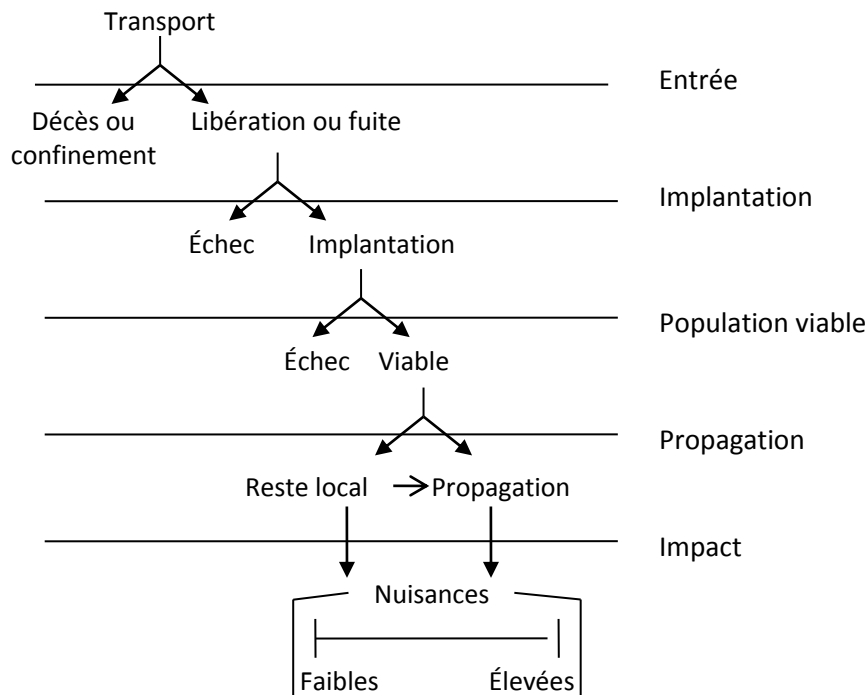 Transport
Entrée
Décès ou
confinement
Libération ou fuite
Implantation
Échec
Implantation
Population viable
Échec
Viable
Propagation
Reste local
Propagation
Impact
Nuisances
Faibles
Élevées